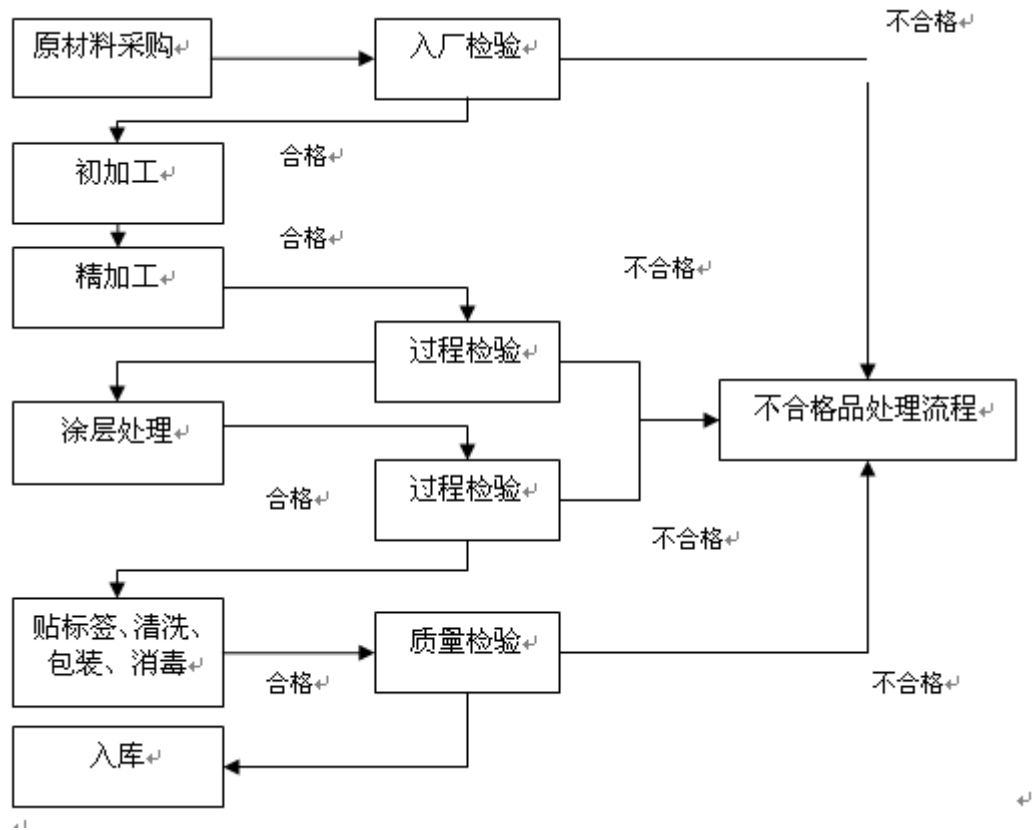 不合格
原材料采购
入厂检验
合格
初加工
合格
精加工
不合格
过程检验
不合格品处理流程
涂层处理
过程检验
合格
不合格
贴标签、清洗、
包装、消毒
质量检验
合格
不合格
入库